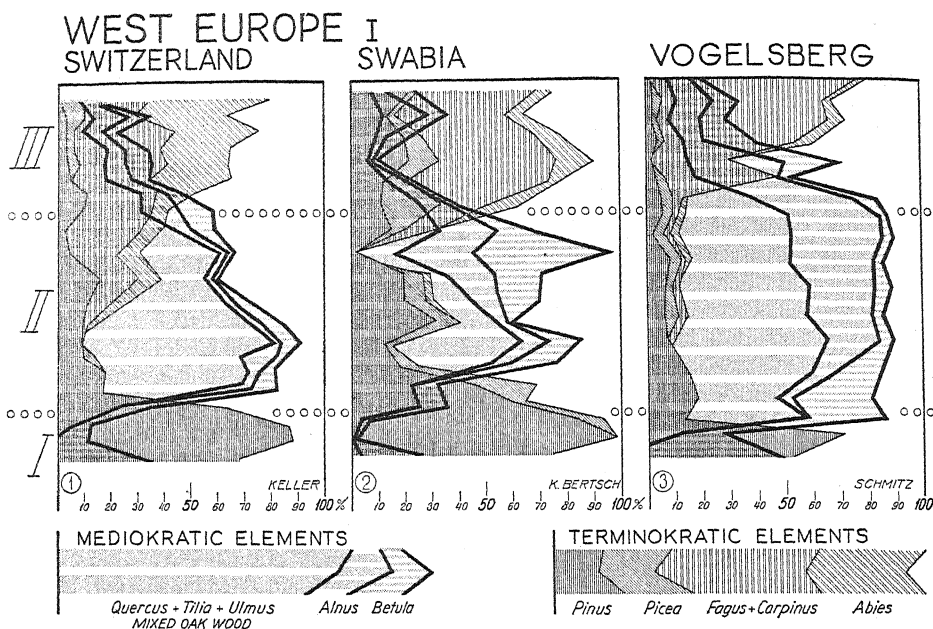 WEST EUROPE I
SWITZERLAND SWABIA VOGELSBERG
III
II
I
1 KELLER 2 K.BERTSCH 3 SCHMITZ
10 20 30 40 50 60 70 80 90 100% 10 20 30 40 50 60 70 80 90 100% 10 20 30 40 50 60 70 80 90 100%
MEDIOKRATIC ELEMENTS TERMINOKRATIC ELEMENTS
Quercus + Tilia + Ulmus Alnus Betula Pinus Picea Fagus+Carpinus Abies
MIXED OAK WOOD